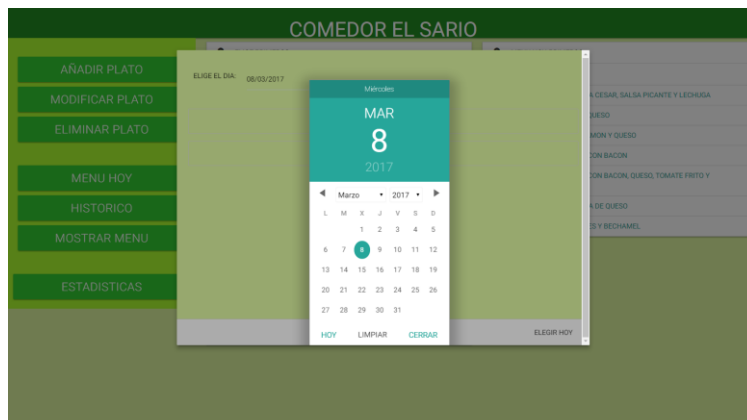 COMEDOR EL SARIO
AÑADIR PLATO
MODIFICAR PLATO
ELIMINAR PLATO
MENU HOY
HISTORICO
MOSTRAR MENU
ESTADISTICAS
ELIGE EL DIA: 08/03/2017
Miércoles
MAR
8
2017
Marzo 2017
L M X J V S D
1 2 3 4 5
6 7 8 9 10 11 12
13 14 15 16 17 18 19
20 21 22 23 24 25 26
27 28 29 30 31
HOY LIMPIAR CERRAR
ELEGIR HOY
A CESAR, SALSA PICANTE Y LECHUGA
QUESO
MON Y QUESO
CON BACON
CON BACON, QUESO, TOMATE FRITO Y
A DE QUESO
ES Y BECHAMEL